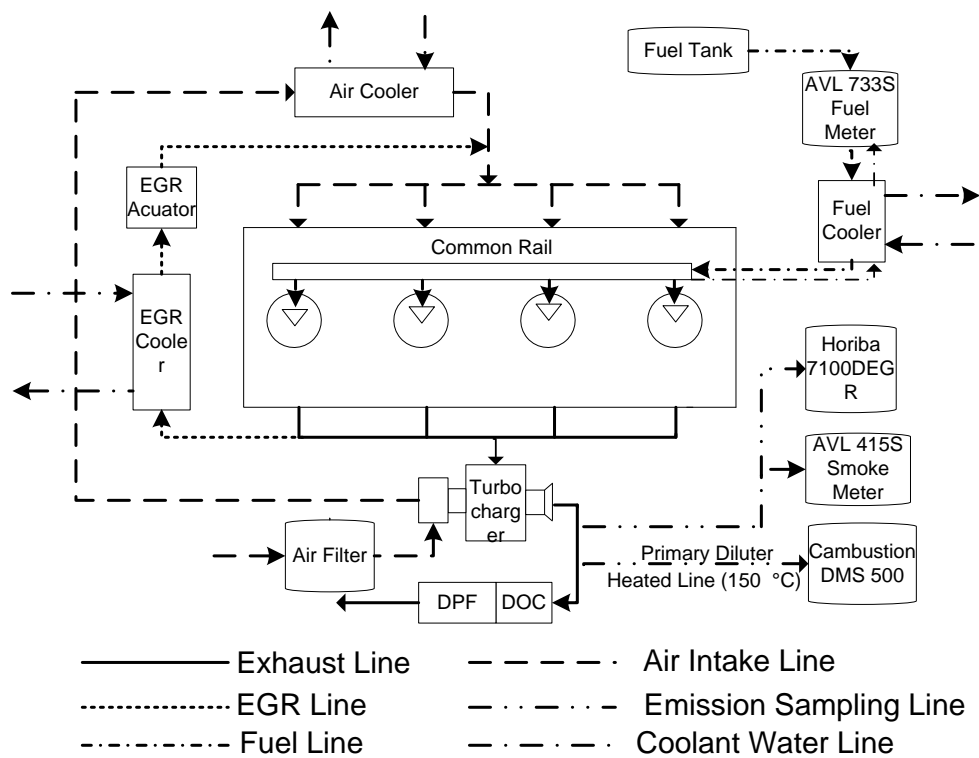 Fuel Tank
Air Cooler
AVL 733S
Fuel
Meter
EGR
Acuator
Fuel
Cooler
Common Rail
EGR
Coole
r
Horiba
7100DEG
R
AVL 415S
Smoke
Meter
Turbo
charg
er
Air Filter
Primary Diluter
Heated Line (150 °C)
Cambustion
DMS 500
DPF
DOC
Exhaust Line
Air Intake Line
EGR Line
Emission Sampling Line
Fuel Line
Coolant Water Line